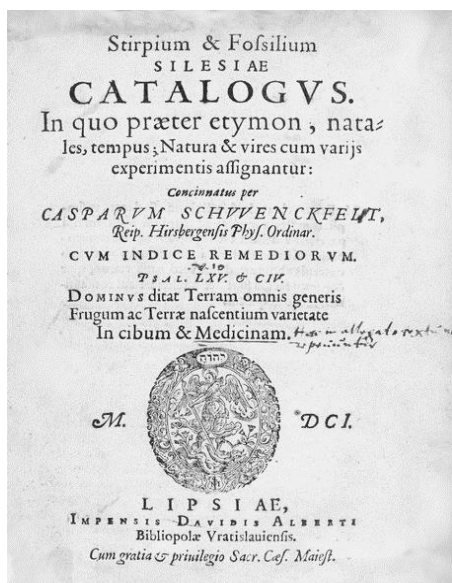 Stirpium & Foſſilium
SILESIAE
CATALOGVS.
In quo præter etymon, nata-
les, tempus; Natura & vires cum varijs
experimentis aſſignantur:
Concinnatus per
CASPARVM SCHVVENCKFELT,
Reip. Hirsbergenſis Phyſ. Ordinar.
CVM INDICE REMEDIORVM.
PSAL. LXV. & CIV.
DOMINVS ditat Terram omnis generis
Frugum ac Terræ naſcentium varietate
In cibum & Medicinam.
יהוה
M. DCI.
LIPSIAE,
IMPENSIS DAVIDIS ALBERTI
Bibliopolæ Vratislauienſis.
Cum gratia & priuilegio Sacr. Cæſ. Maieſt.